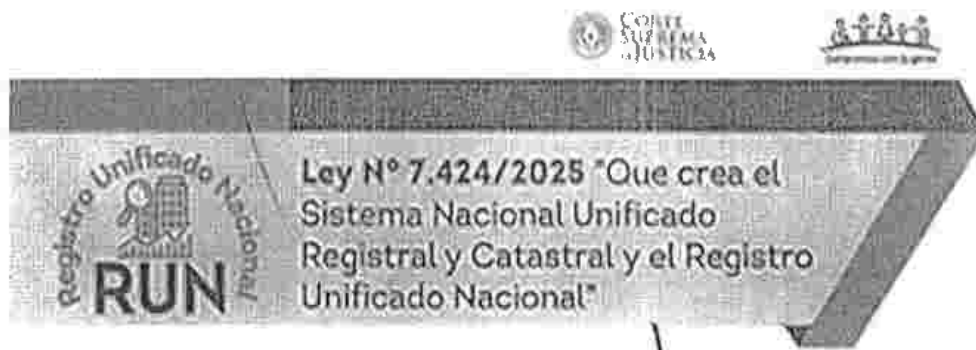 CORTE
SUPREMA
DE JUSTICIA
Registro Unificado Nacional
RUN
Ley N° 7.424/2025 "Que crea el
Sistema Nacional Unificado
Registral y Catastral y el Registro
Unificado Nacional"